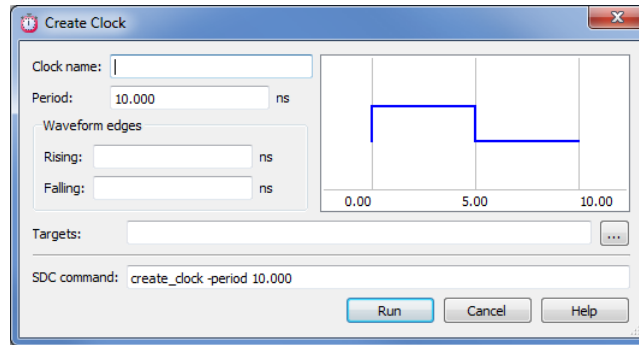 Create Clock
Clock name:
Period: 10.000 ns
Waveform edges
Rising: ns
Falling: ns
0.00 5.00 10.00
Targets: ...
SDC command: create_clock -period 10.000
Run Cancel Help